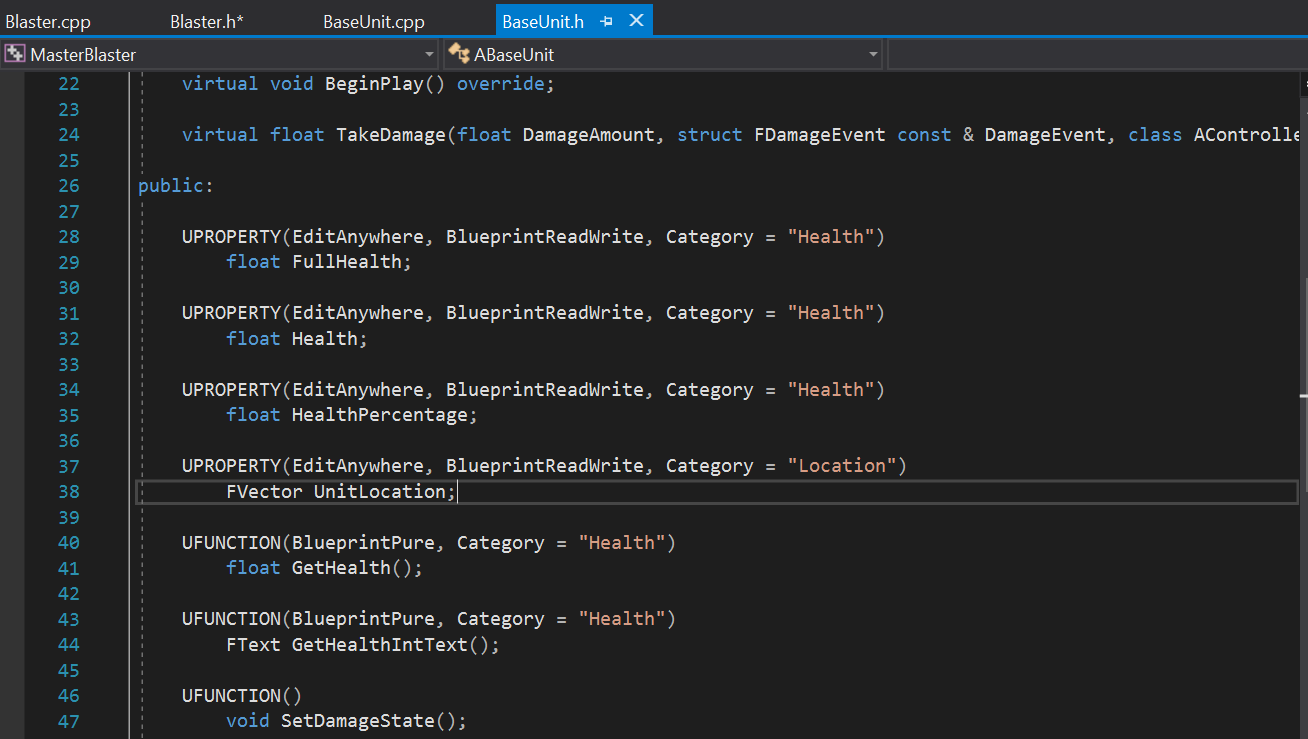 Blaster.cpp Blaster.h* BaseUnit.cpp BaseUnit.h
MasterBlaster ABaseUnit
22 virtual void BeginPlay() override;
23
24 virtual float TakeDamage(float DamageAmount, struct FDamageEvent const & DamageEvent, class AControlle
25
26 public:
27
28 UPROPERTY(EditAnywhere, BlueprintReadWrite, Category = "Health")
29 float FullHealth;
30
31 UPROPERTY(EditAnywhere, BlueprintReadWrite, Category = "Health")
32 float Health;
33
34 UPROPERTY(EditAnywhere, BlueprintReadWrite, Category = "Health")
35 float HealthPercentage;
36
37 UPROPERTY(EditAnywhere, BlueprintReadWrite, Category = "Location")
38 FVector UnitLocation;
39
40 UFUNCTION(BlueprintPure, Category = "Health")
41 float GetHealth();
42
43 UFUNCTION(BlueprintPure, Category = "Health")
44 FText GetHealthIntText();
45
46 UFUNCTION()
47 void SetDamageState();